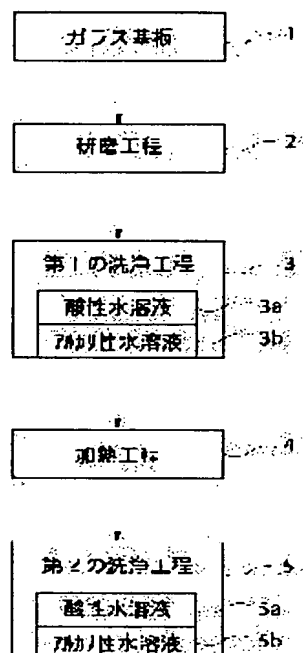 ガラス基板 1
研磨工程 2
第1の洗浄工程 3
酸性水溶液 3a
アルカリ性水溶液 3b
加熱工程 4
第2の洗浄工程 5
酸性水溶液 5a
アルカリ性水溶液 5b